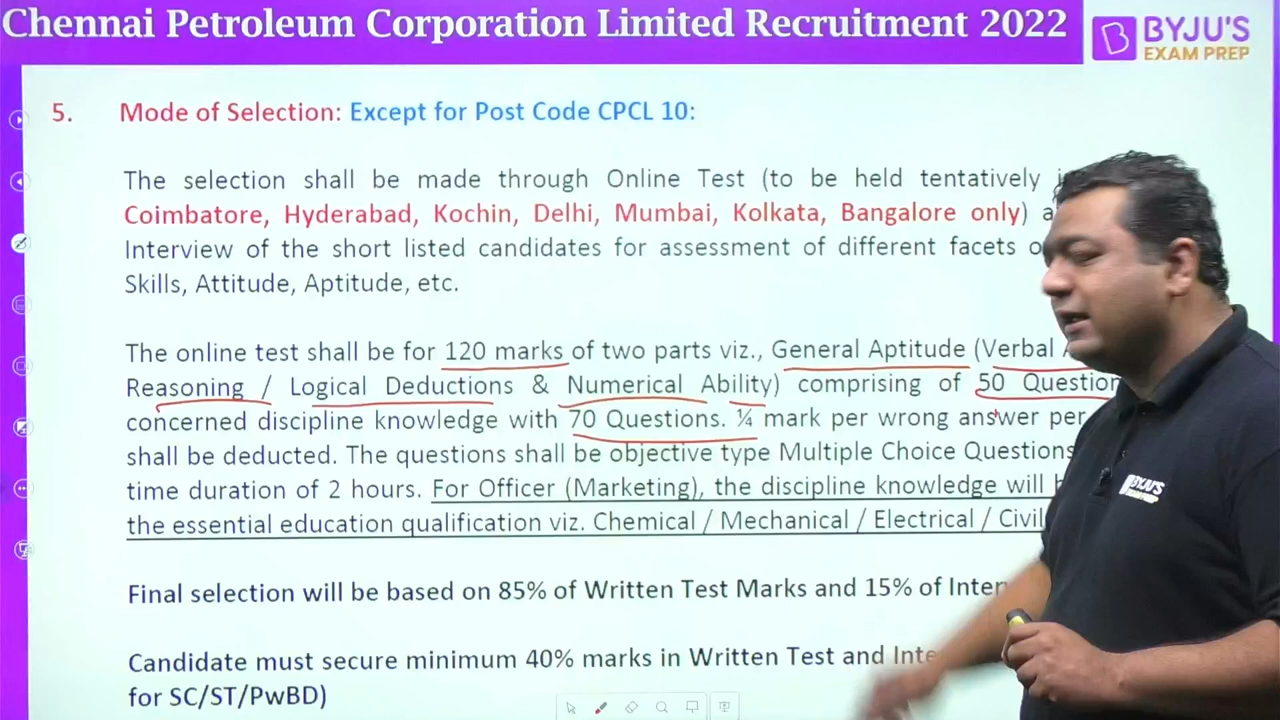 Chennai Petroleum Corporation Limited Recruitment 2022
BYJU'S
EXAM PREP
5. Mode of Selection: Except for Post Code CPCL 10:
The selection shall be made through Online Test (to be held tentatively
Coimbatore, Hyderabad, Kochin, Delhi, Mumbai, Kolkata, Bangalore only)
Interview of the short listed candidates for assessment of different facets
Skills, Attitude, Aptitude, etc.
The online test shall be for 120 marks of two parts viz., General Aptitude (Verbal
Reasoning / Logical Deductions & Numerical Ability) comprising of 50 Question
concerned discipline knowledge with 70 Questions. ¼ mark per wrong answer per
shall be deducted. The questions shall be objective type Multiple Choice Questions
time duration of 2 hours. For Officer (Marketing), the discipline knowledge will
the essential education qualification viz. Chemical / Mechanical / Electrical / Civil
Final selection will be based on 85% of Written Test Marks and 15% of Inter
Candidate must secure minimum 40% marks in Written Test and Inte
for SC/ST/PwBD)
BYJU'S
EXAM PREP